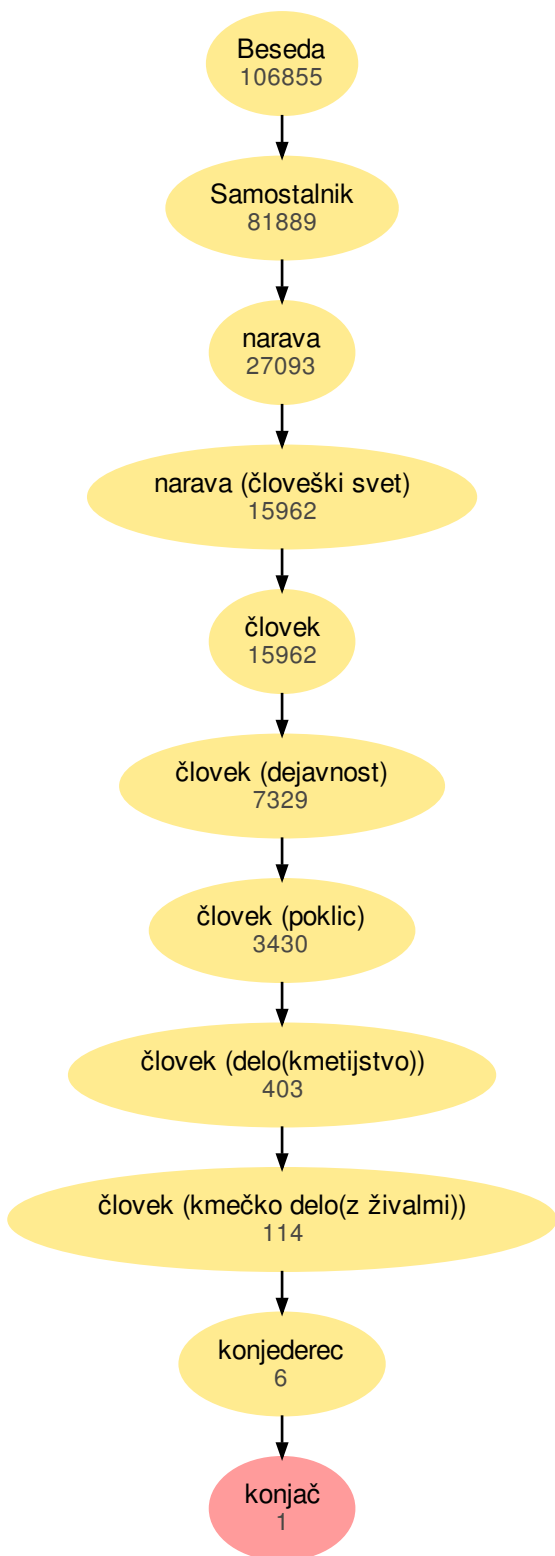 Beseda
106855
Samostalnik
81889
narava
27093
narava (človeški svet)
15962
človek
15962
človek (dejavnost)
7329
človek (poklic)
3430
človek (delo(kmetijstvo))
403
človek (kmečko delo(z živalmi))
114
konjederec
6
konjač
1